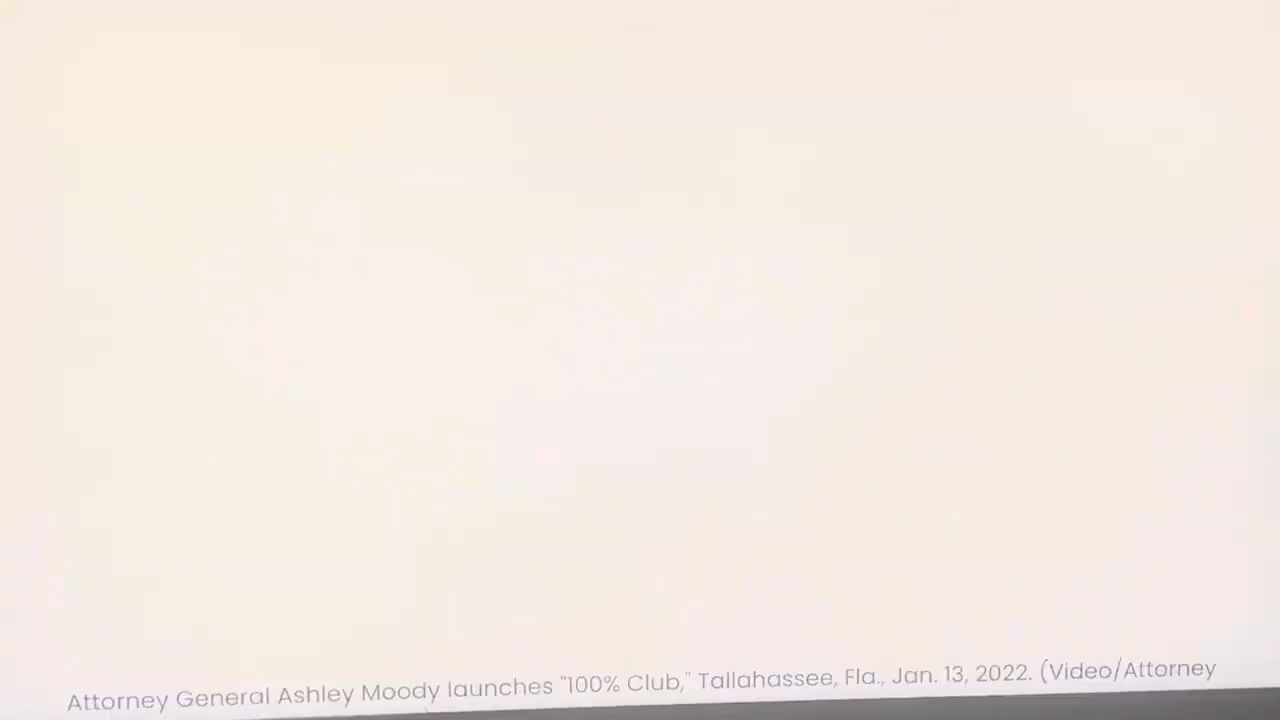 Attorney General Ashley Moody launches "100% Club," Tallahassee, Fla., Jan. 13, 2022. (Video/Attorney